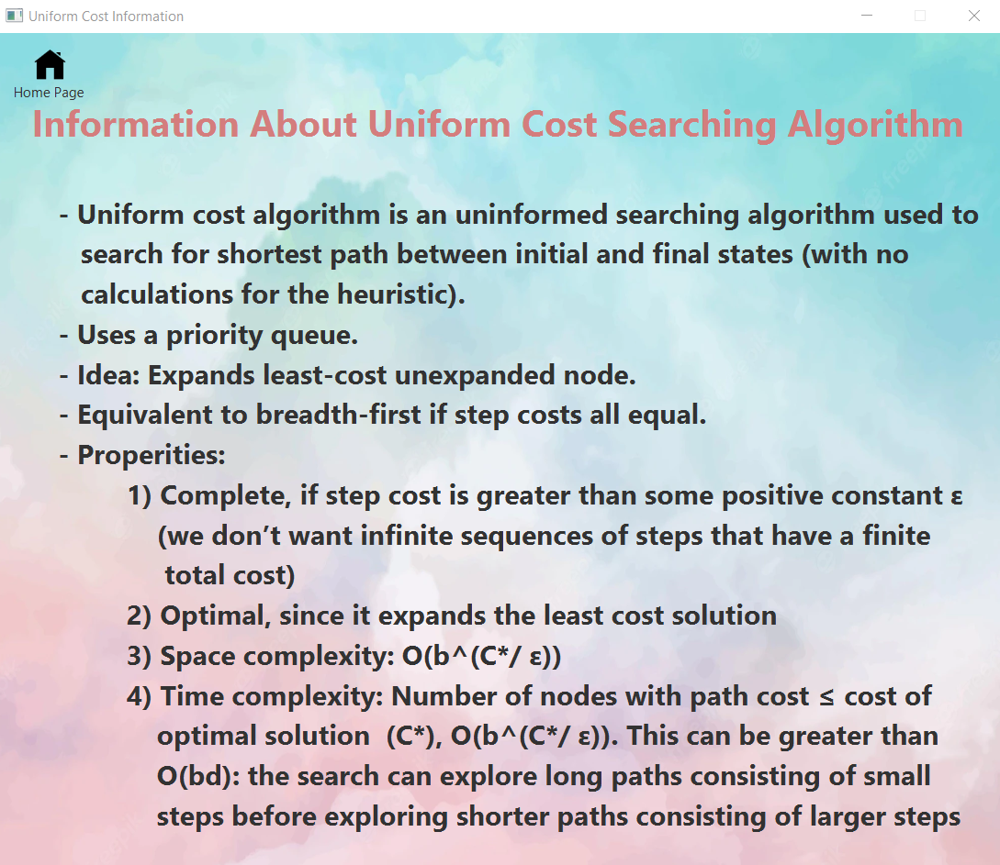 Uniform Cost Information
Home Page
Information About Uniform Cost Searching Algorithm
- Uniform cost algorithm is an uninformed searching algorithm used to
search for shortest path between initial and final states (with no
calculations for the heuristic).
- Uses a priority queue.
- Idea: Expands least-cost unexpanded node.
- Equivalent to breadth-first if step costs all equal.
- Properities:
1) Complete, if step cost is greater than some positive constant ε
(we don’t want infinite sequences of steps that have a finite
total cost)
2) Optimal, since it expands the least cost solution
3) Space complexity: O(b^(C*/ ε))
4) Time complexity: Number of nodes with path cost ≤ cost of
optimal solution  (C*), O(b^(C*/ ε)). This can be greater than
O(bd): the search can explore long paths consisting of small
steps before exploring shorter paths consisting of larger steps